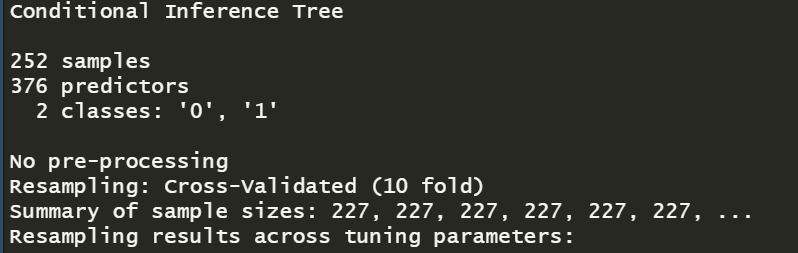 Conditional Inference Tree
252 samples
376 predictors
2 classes: '0', '1'
No pre-processing
Resampling: Cross-Validated (10 fold)
Summary of sample sizes: 227, 227, 227, 227, 227, 227, ...
Resampling results across tuning parameters: